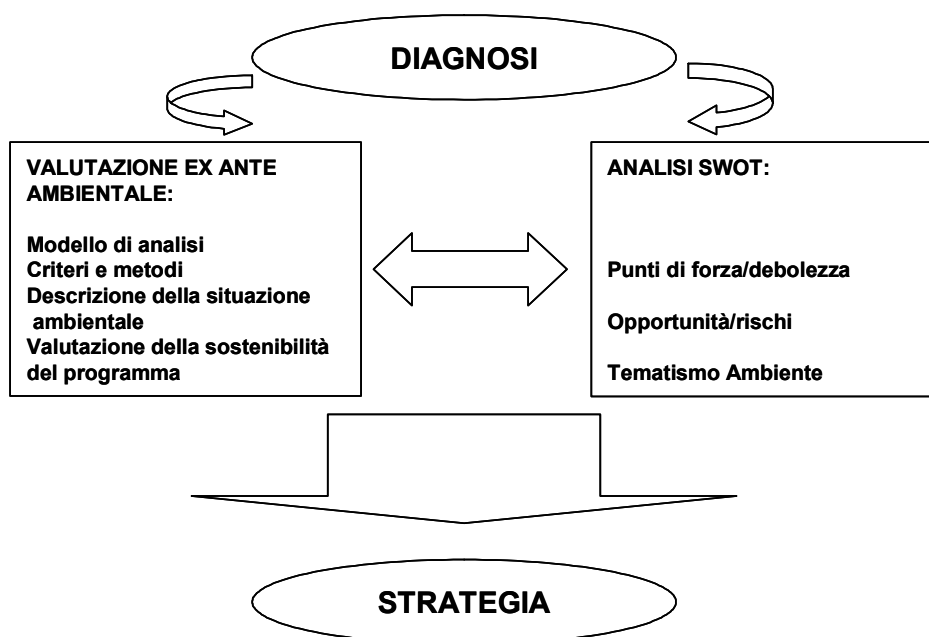 DIAGNOSI
VALUTAZIONE EX ANTE
AMBIENTALE:
Modello di analisi
Criteri e metodi
Descrizione della situazione
ambientale
Valutazione della sostenibilità
del programma
ANALISI SWOT:
Punti di forza/debolezza
Opportunità/rischi
Tematismo Ambiente
STRATEGIA